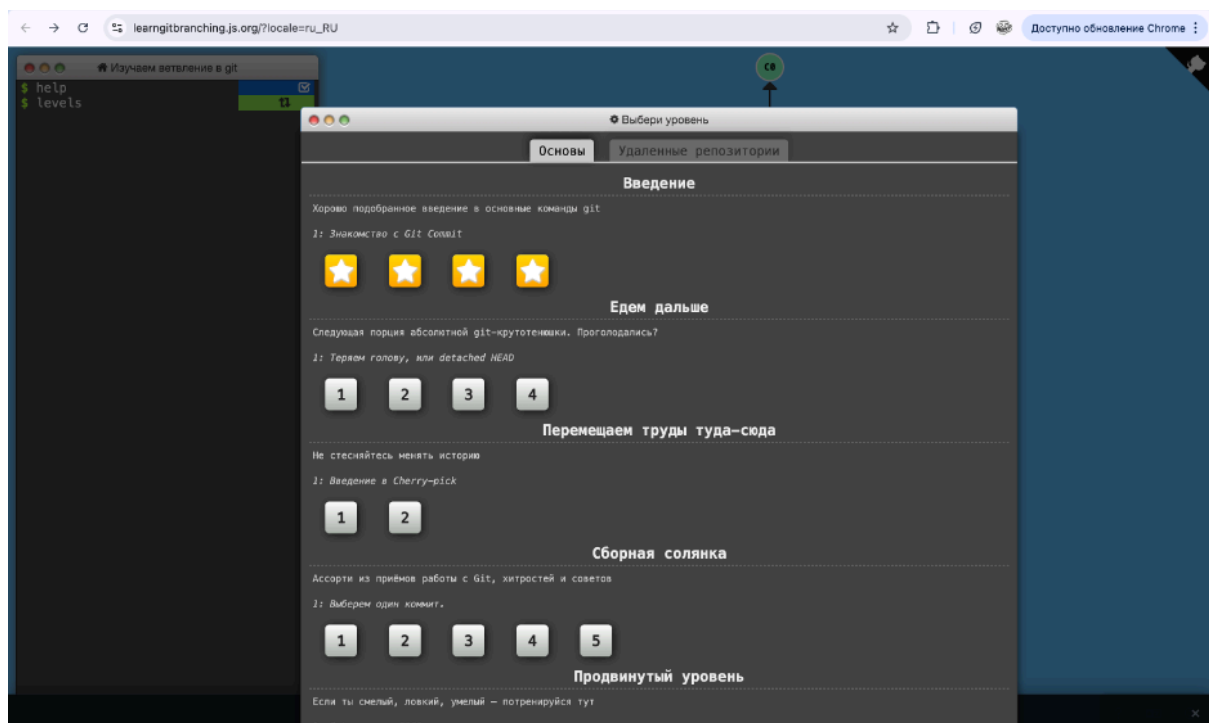 learngitbranching.js.org/?locale=ru_RU
Доступно обновление Chrome
Изучаем ветвление в git
$ help
$ levels
C0
Выбери уровень
Основы
Удаленные репозитории
Введение
Хорошо подобранное введение в основные команды git
1: Знакомство с Git Commit
Едем дальше
Следующая порция абсолютной git-крутотенюшки. Проголодались?
1: Теряем голову, или detached HEAD
1 2 3 4
Перемещаем труды туда-сюда
Не стесняйтесь менять историю
1: Введение в Cherry-pick
1 2
Сборная солянка
Ассорти из приёмов работы с Git, хитростей и советов
1: Выберем один коммит.
1 2 3 4 5
Продвинутый уровень
Если ты смелый, ловкий, умелый — потренируйся тут